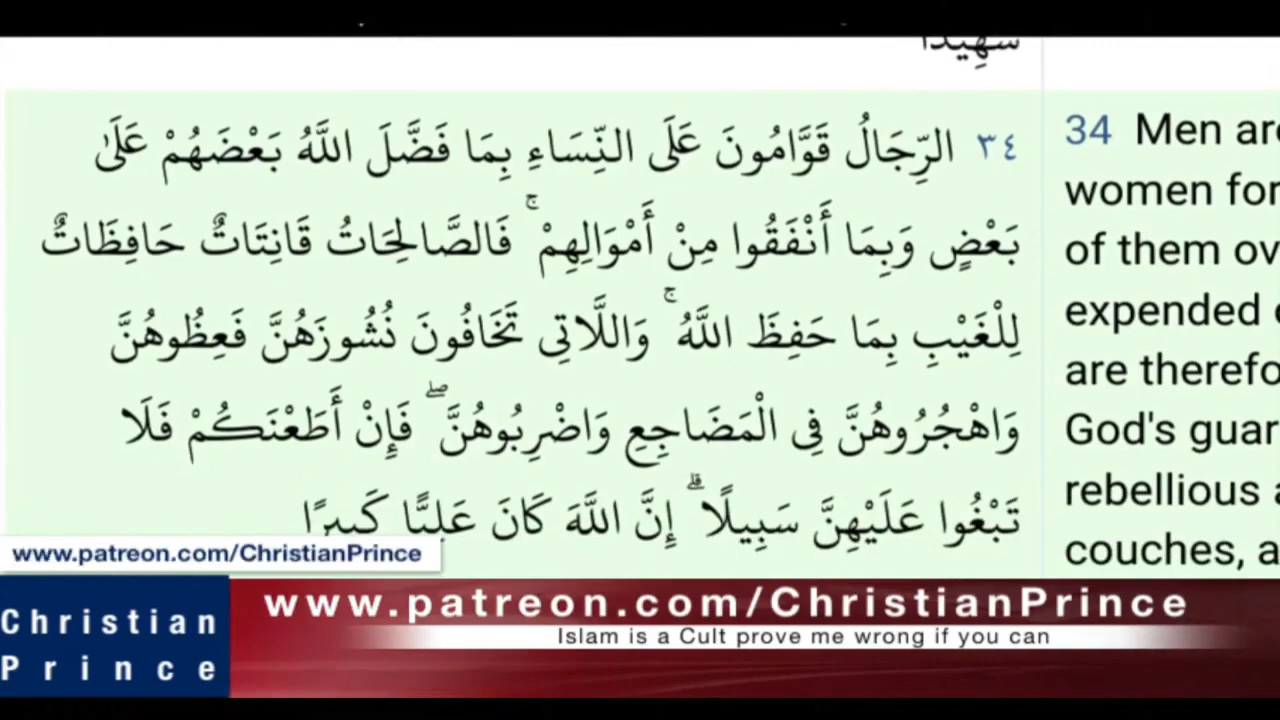 شَهِيدًا
٣٤ الرِّجَالُ قَوَّامُونَ عَلَى النِّسَاءِ بِمَا فَضَّلَ اللَّهُ بَعْضَهُمْ عَلَىٰ
بَعْضٍ وَبِمَا أَنْفَقُوا مِنْ أَمْوَالِهِمْ ۚ فَالصَّالِحَاتُ قَانِتَاتٌ حَافِظَاتٌ
لِلْغَيْبِ بِمَا حَفِظَ اللَّهُ ۚ وَاللَّاتِي تَخَافُونَ نُشُوزَهُنَّ فَعِظُوهُنَّ
وَاهْجُرُوهُنَّ فِي الْمَضَاجِعِ وَاضْرِبُوهُنَّ ۖ فَإِنْ أَطَعْنَكُمْ فَلَا
تَبْغُوا عَلَيْهِنَّ سَبِيلًا ۗ إِنَّ اللَّهَ كَانَ عَلِيًّا كَبِيرًا
34 Men are
women for
of them ov
expended
are therefo
God's guar
rebellious a
couches, a
www.patreon.com/ChristianPrince
Christian
Prince
www.patreon.com/ChristianPrince
Islam is a Cult prove me wrong if you can